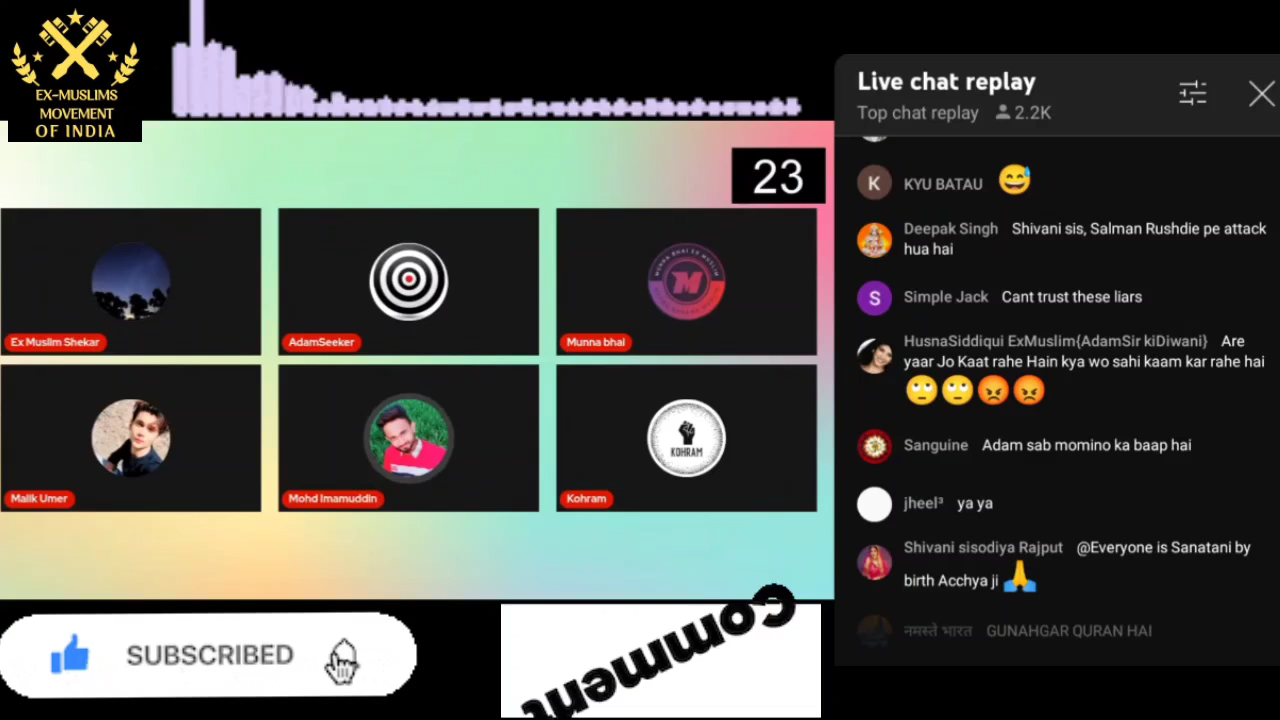 EX-MUSLIMS
MOVEMENT
OF INDIA
23
Ex Muslim Shekar
AdamSeeker
MUNNA BHAI EX MUSLIM
M
Munna bhai
Malik Umer
Mohd Imamuddin
KOHRAM
Kohram
SUBSCRIBED
Comment
Live chat replay
Top chat replay 2.2K
K KYU BATAU 😅
Deepak Singh Shivani sis, Salman Rushdie pe attack
hua hai
S Simple Jack Cant trust these liars
HusnaSiddiqui ExMuslim{AdamSir kiDiwani} Are
yaar Jo Kaat rahe Hain kya wo sahi kaam kar rahe hai
🙄🙄😡😡
Sanguine Adam sab momino ka baap hai
jheel³ ya ya
Shivani sisodiya Rajput @Everyone is Sanatani by
birth Acchya ji 🙏
नमस्ते भारत GUNAHGAR QURAN HAI